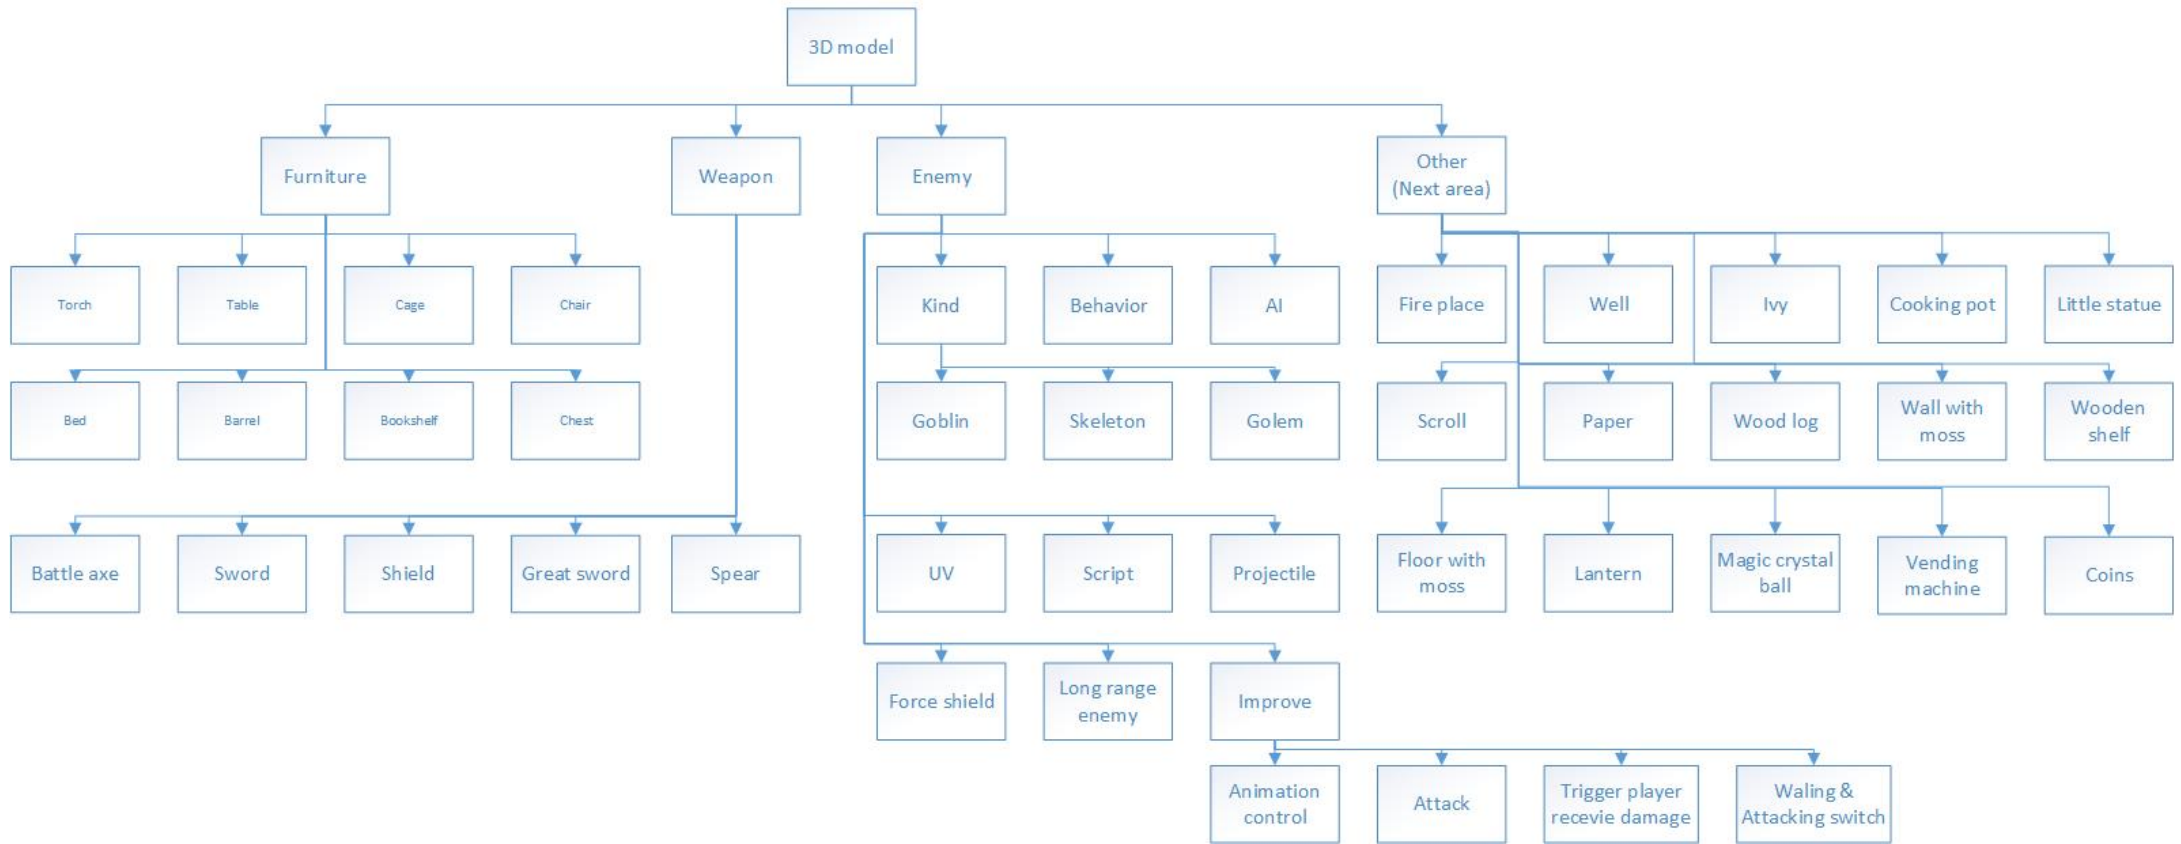 3D model
Furniture
Weapon
Enemy
Other
(Next area)
Torch
Table
Cage
Chair
Kind
Behavior
AI
Fire place
Well
Ivy
Cooking pot
Little statue
Bed
Barrel
Bookshelf
Chest
Goblin
Skeleton
Golem
Scroll
Paper
Wood log
Wall with
moss
Wooden
shelf
Battle axe
Sword
Shield
Great sword
Spear
UV
Script
Projectile
Floor with
moss
Lantern
Magic crystal
ball
Vending
machine
Coins
Force shield
Long range
enemy
Improve
Animation
control
Attack
Trigger player
recevie damage
Waling &
Attacking switch